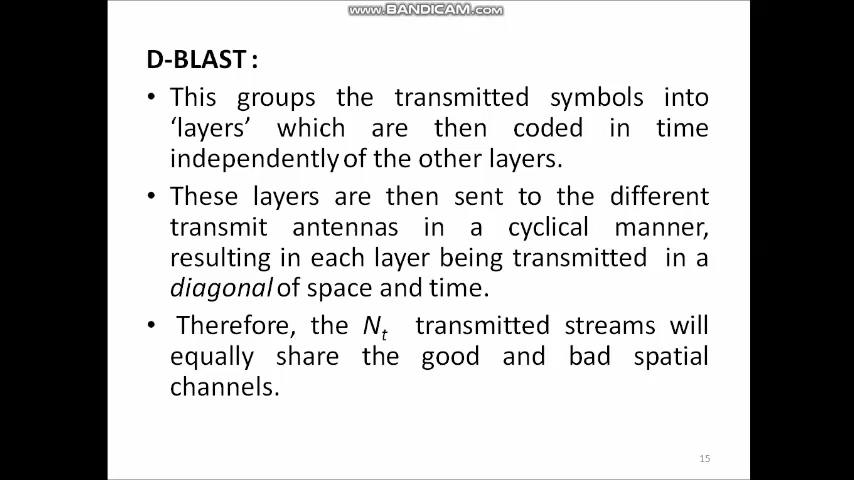 www.BANDICAM.com
D-BLAST :
• This groups the transmitted symbols into
‘layers’ which are then coded in time
independently of the other layers.
• These layers are then sent to the different
transmit antennas in a cyclical manner,
resulting in each layer being transmitted in a
diagonal of space and time.
• Therefore, the Nt transmitted streams will
equally share the good and bad spatial
channels.
15